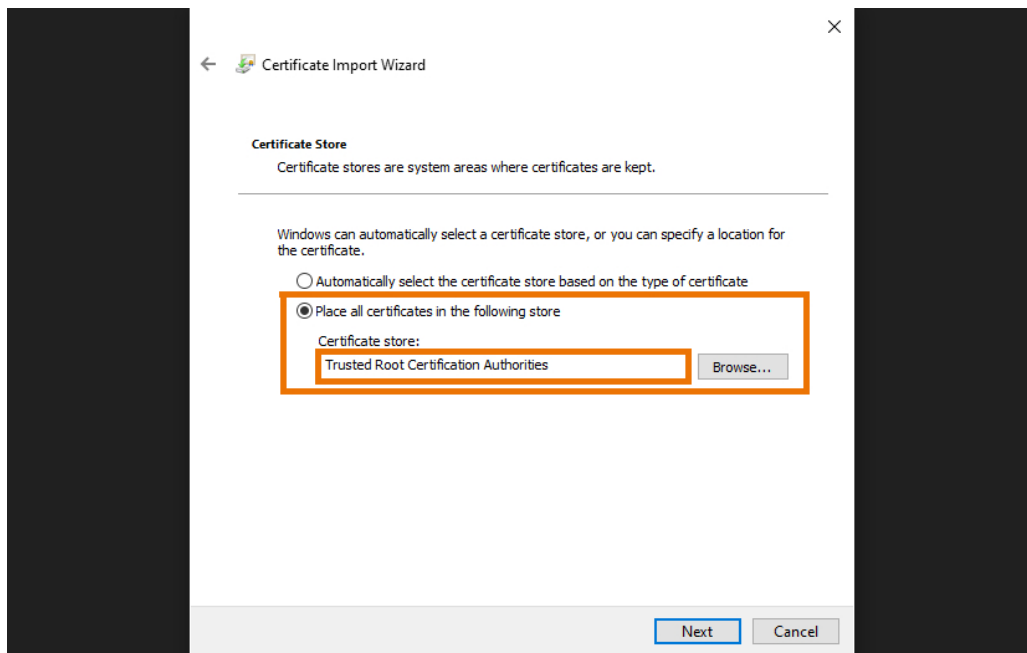 Certificate Import Wizard
Certificate Store
Certificate stores are system areas where certificates are kept.
Windows can automatically select a certificate store, or you can specify a location for
the certificate.
Automatically select the certificate store based on the type of certificate
Place all certificates in the following store
Certificate store:
Trusted Root Certification Authorities
Browse...
Next
Cancel